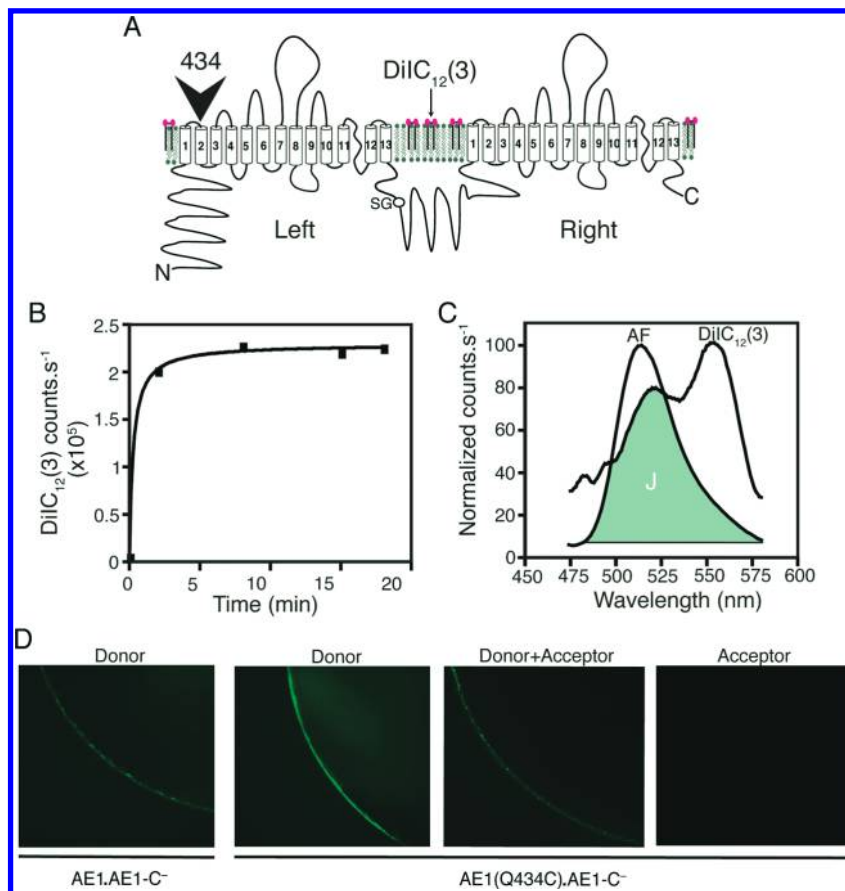 A
434
DiIC12(3)
1 2 3 4 5 6 7 8 9 10 11 12 13
1 2 3 4 5 6 7 8 9 10 11 12 13
SG
Left
Right
C
N
B
2.5
2
1.5
1
0.5
0
DiIC12(3) counts.s-1
(x10^5)
0 5 10 15 20
Time (min)
C
AF
DiIC12(3)
100
80
60
40
20
0
J
Normalized counts.s-1
450 475 500 525 550 575 600
Wavelength (nm)
D
Donor
Donor
Donor+Acceptor
Acceptor
AE1.AE1-C−
AE1(Q434C).AE1-C−